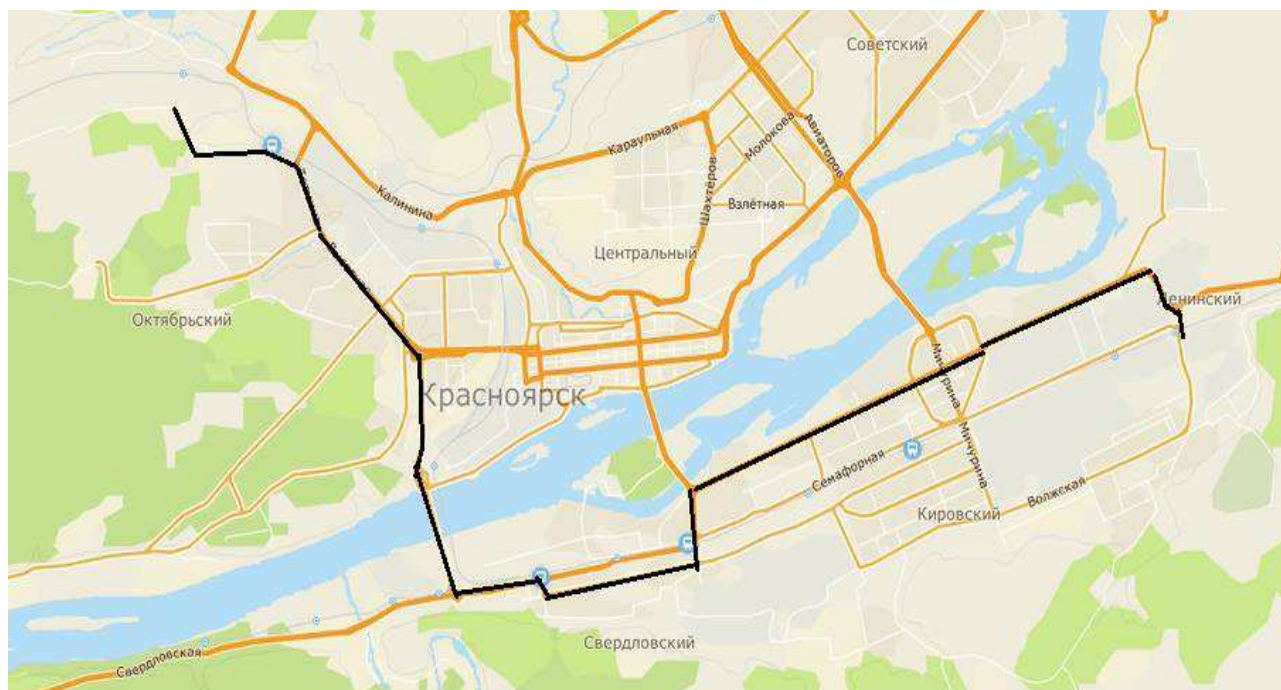 Советский
Караульная
Молокова
Авиаторов
Калинина
Шахтёров
Взлётная
Центральный
Ленинский
Октябрьский
Красноярск
Мичурина
Мичурина
Семафорная
Волжская
Кировский
Свердловский
Свердловская